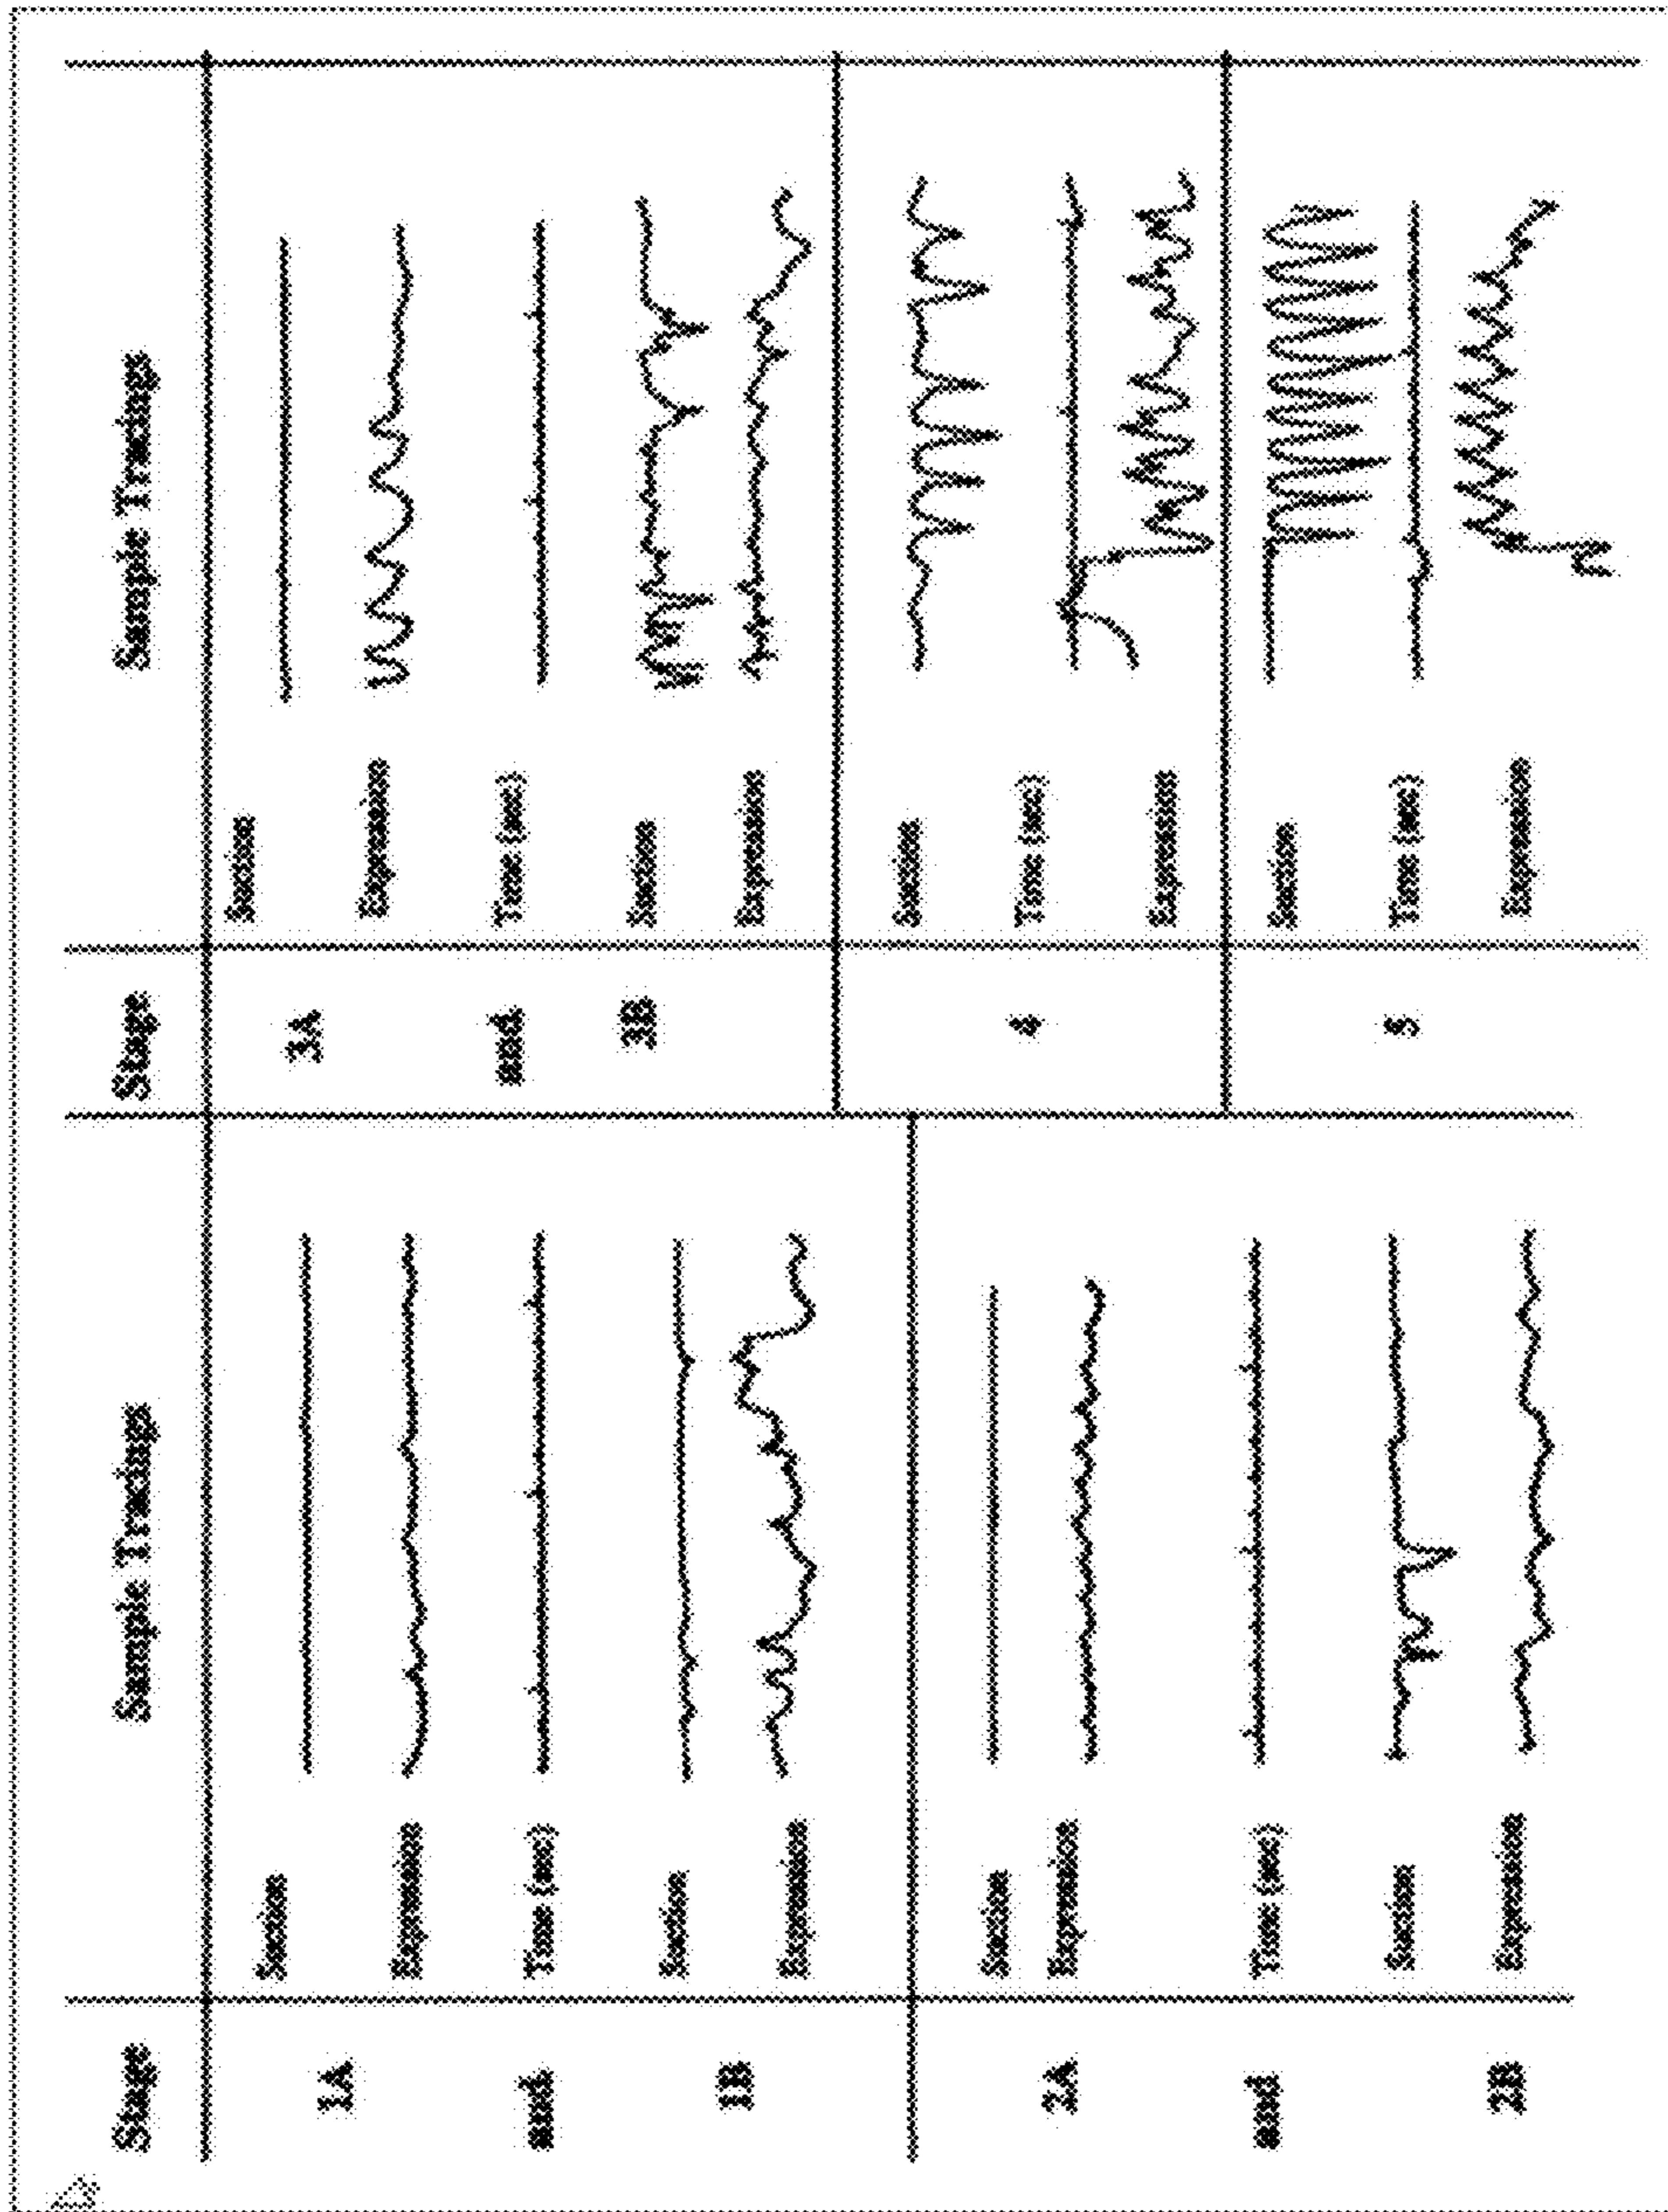 Stage Sample Tracings Stage Sample Tracings
1A
and
1B
Suction
Expression
Time (sec)
Suction
Expression
2A
and
2B
Suction
Expression
Time (sec)
Suction
Expression
3A
and
3B
Suction
Expression
Time (sec)
Suction
Expression
4
Suction
Time (sec)
Expression
5
Suction
Time (sec)
Expression